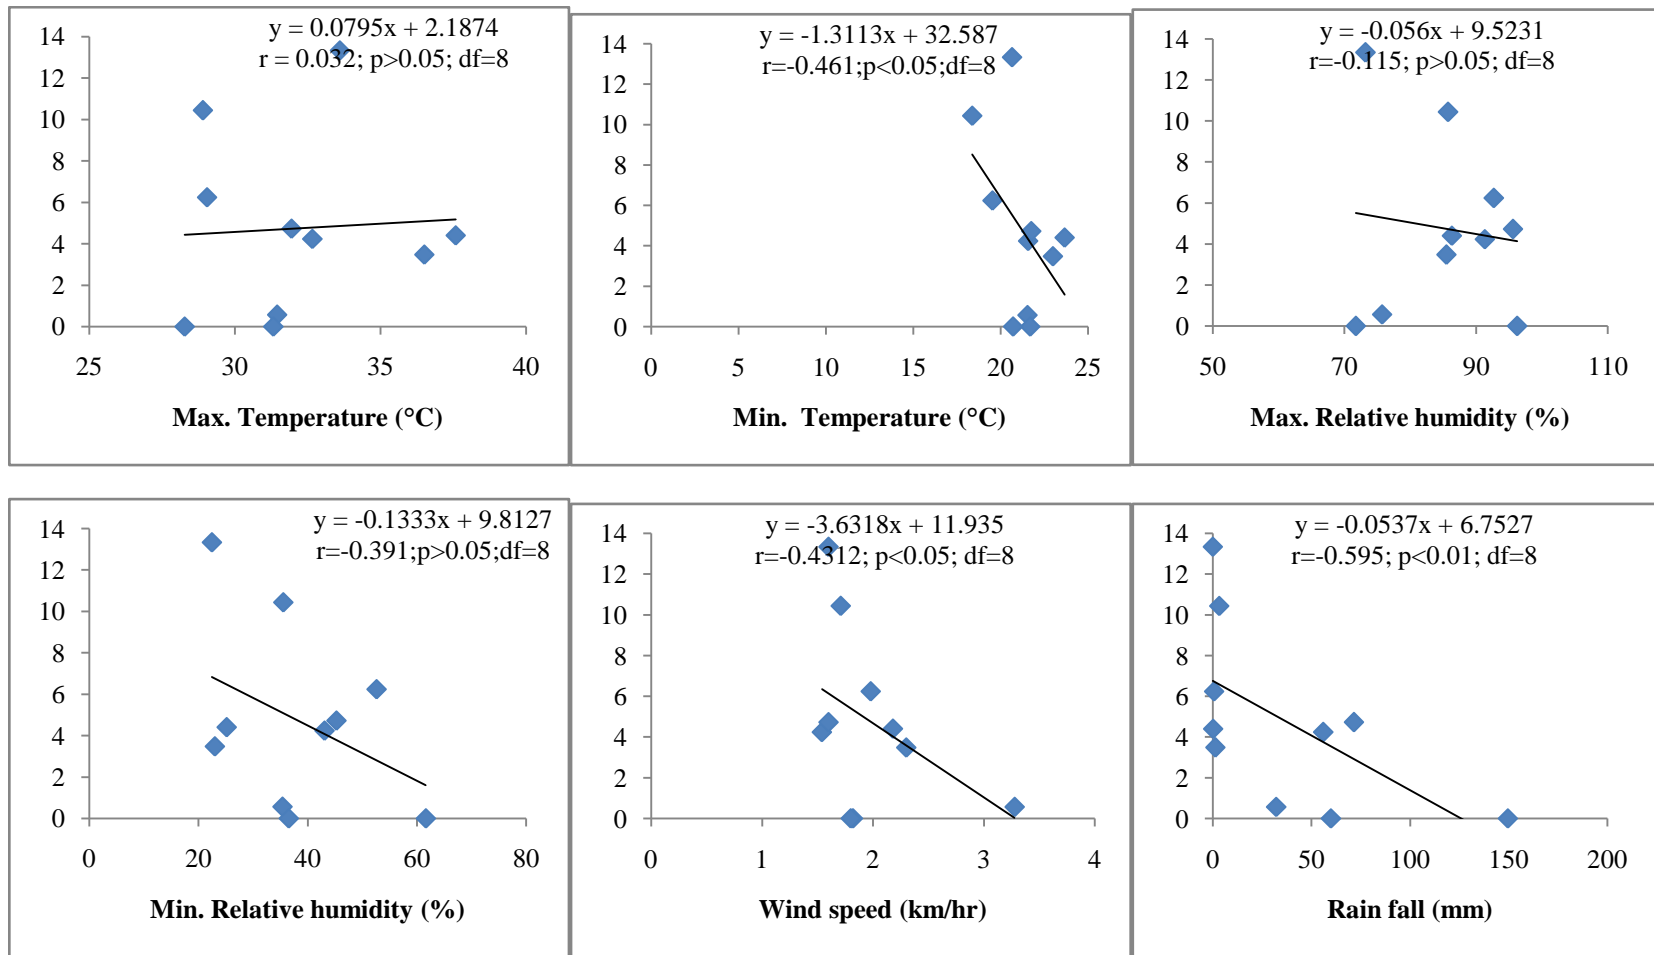 y = 0.0795x + 2.1874
r = 0.032; p>0.05; df=8
14
12
10
8
6
4
2
0
25 30 35 40
Max. Temperature (°C)
y = -1.3113x + 32.587
r=-0.461;p<0.05;df=8
14
12
10
8
6
4
2
0
0 5 10 15 20 25
Min. Temperature (°C)
y = -0.056x + 9.5231
r=-0.115; p>0.05; df=8
14
12
10
8
6
4
2
0
50 70 90 110
Max. Relative humidity (%)
y = -0.1333x + 9.8127
r=-0.391;p>0.05;df=8
14
12
10
8
6
4
2
0
0 20 40 60 80
Min. Relative humidity (%)
y = -3.6318x + 11.935
r=-0.4312; p<0.05; df=8
14
12
10
8
6
4
2
0
0 1 2 3 4
Wind speed (km/hr)
y = -0.0537x + 6.7527
r=-0.595; p<0.01; df=8
14
12
10
8
6
4
2
0
0 50 100 150 200
Rain fall (mm)